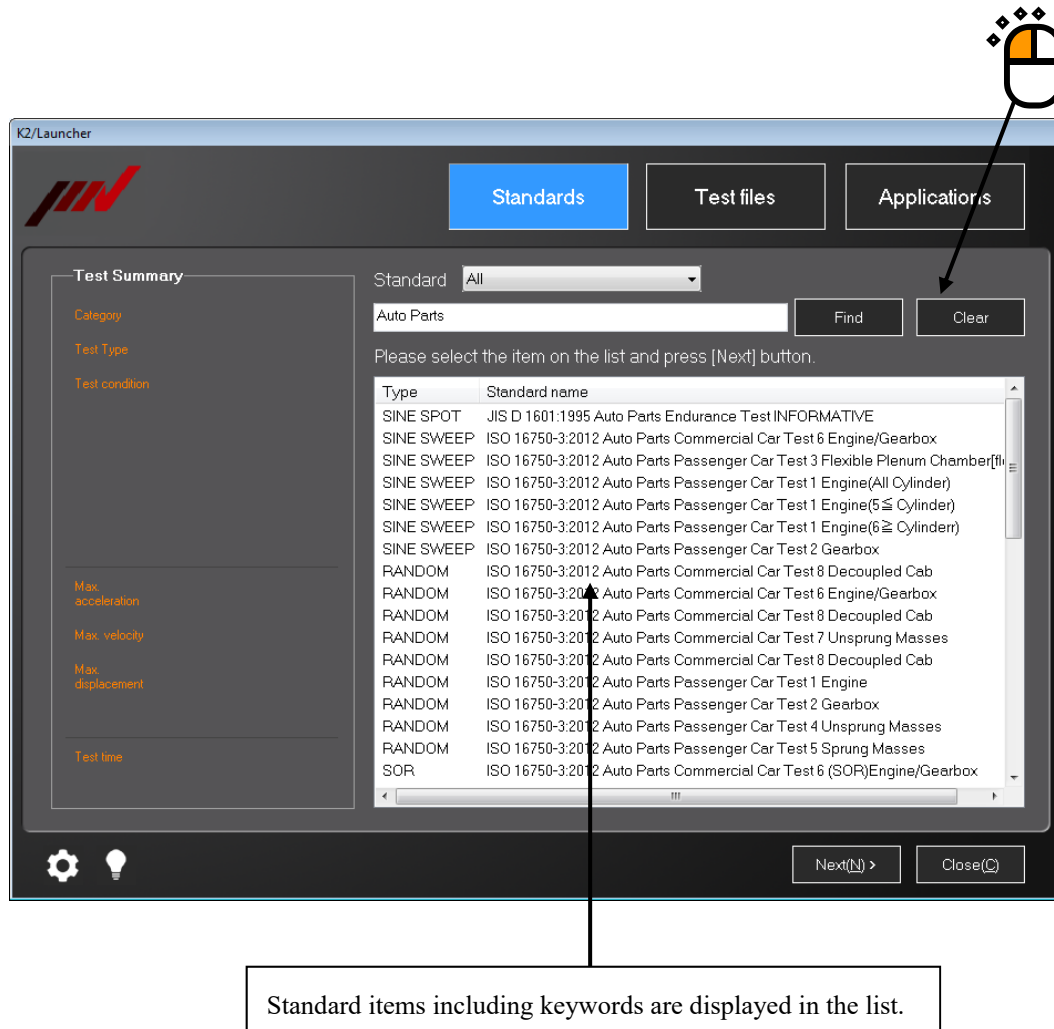 K2/Launcher
Standards
Test files
Applications
Test Summary
Category
Test Type
Test condition
Max.
acceleration
Max. velocity
Max.
displacement
Test time
Standard All
Auto Parts
Find
Clear
Please select the item on the list and press [Next] button.
Type Standard name
SINE SPOT JIS D 1601:1995 Auto Parts Endurance Test INFORMATIVE
SINE SWEEP ISO 16750-3:2012 Auto Parts Commercial Car Test 6 Engine/Gearbox
SINE SWEEP ISO 16750-3:2012 Auto Parts Passenger Car Test 3 Flexible Plenum Chamber[fl
SINE SWEEP ISO 16750-3:2012 Auto Parts Passenger Car Test 1 Engine(All Cylinder)
SINE SWEEP ISO 16750-3:2012 Auto Parts Passenger Car Test 1 Engine(5≦ Cylinder)
SINE SWEEP ISO 16750-3:2012 Auto Parts Passenger Car Test 1 Engine(6≧ Cylinderr)
SINE SWEEP ISO 16750-3:2012 Auto Parts Passenger Car Test 2 Gearbox
RANDOM ISO 16750-3:2012 Auto Parts Commercial Car Test 8 Decoupled Cab
RANDOM ISO 16750-3:2012 Auto Parts Commercial Car Test 6 Engine/Gearbox
RANDOM ISO 16750-3:2012 Auto Parts Commercial Car Test 8 Decoupled Cab
RANDOM ISO 16750-3:2012 Auto Parts Commercial Car Test 7 Unsprung Masses
RANDOM ISO 16750-3:2012 Auto Parts Commercial Car Test 8 Decoupled Cab
RANDOM ISO 16750-3:2012 Auto Parts Passenger Car Test 1 Engine
RANDOM ISO 16750-3:2012 Auto Parts Passenger Car Test 2 Gearbox
RANDOM ISO 16750-3:2012 Auto Parts Passenger Car Test 4 Unsprung Masses
RANDOM ISO 16750-3:2012 Auto Parts Passenger Car Test 5 Sprung Masses
SOR ISO 16750-3:2012 Auto Parts Commercial Car Test 6 (SOR)Engine/Gearbox
Next(N) >
Close(C)
Standard items including keywords are displayed in the list.